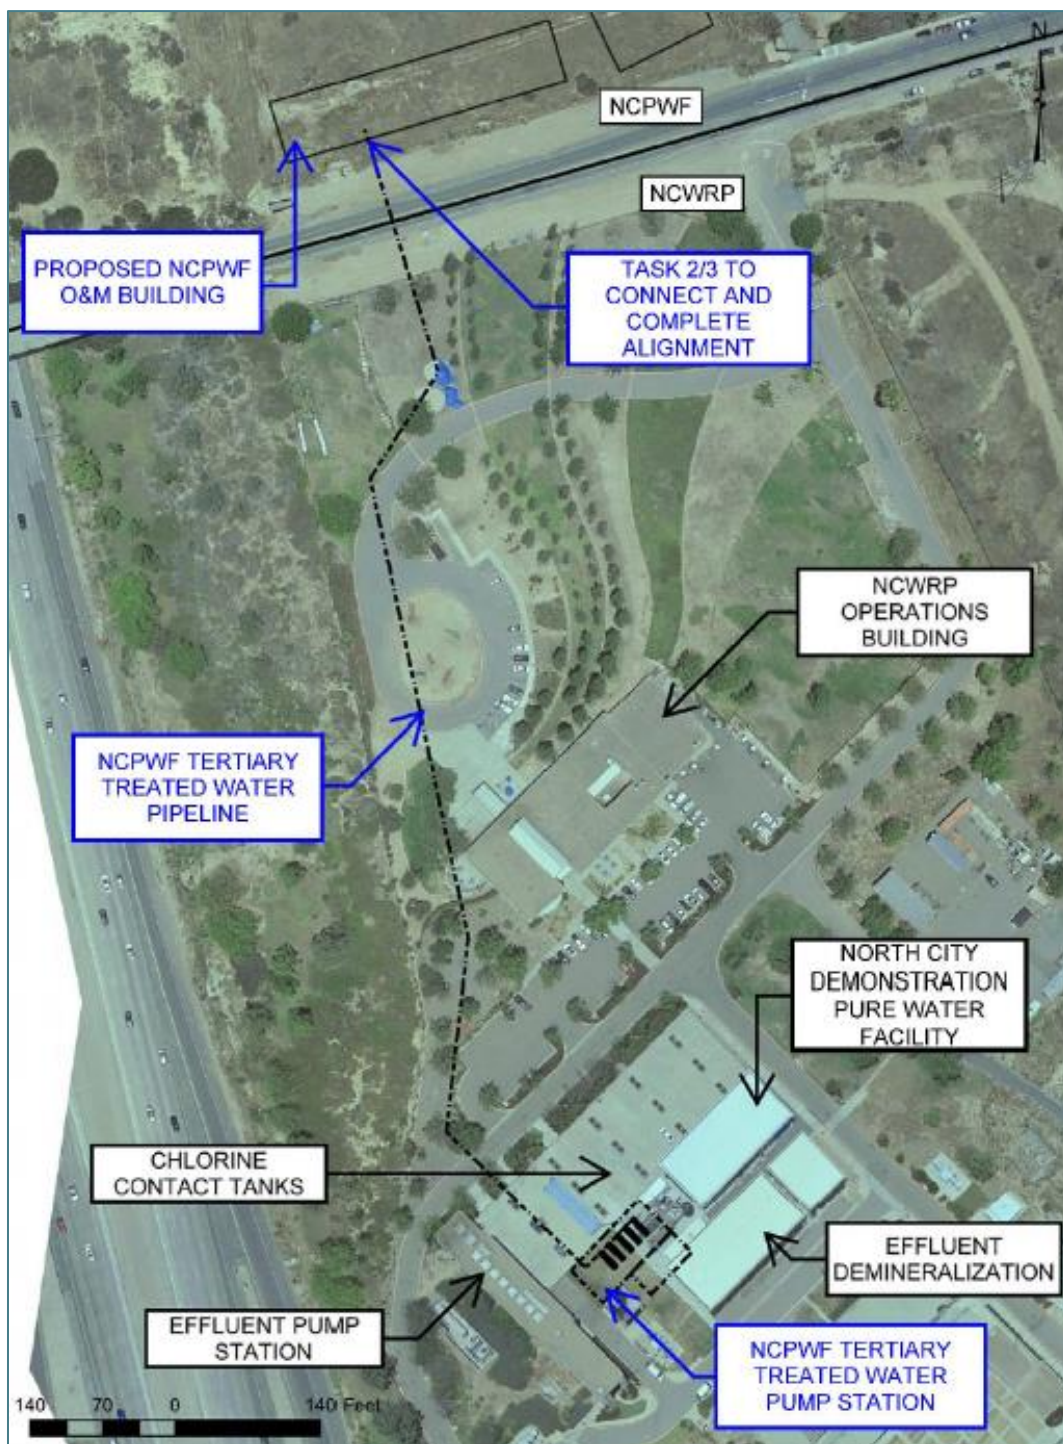 N
NCPWF
NCWRP
PROPOSED NCPWF
O&M BUILDING
TASK 2/3 TO
CONNECT AND
COMPLETE
ALIGNMENT
NCWRP
OPERATIONS
BUILDING
NCPWF TERTIARY
TREATED WATER
PIPELINE
NORTH CITY
DEMONSTRATION
PURE WATER
FACILITY
CHLORINE
CONTACT TANKS
EFFLUENT
DEMINERALIZATION
EFFLUENT PUMP
STATION
NCPWF TERTIARY
TREATED WATER
PUMP STATION
140 70 0 140 Feet